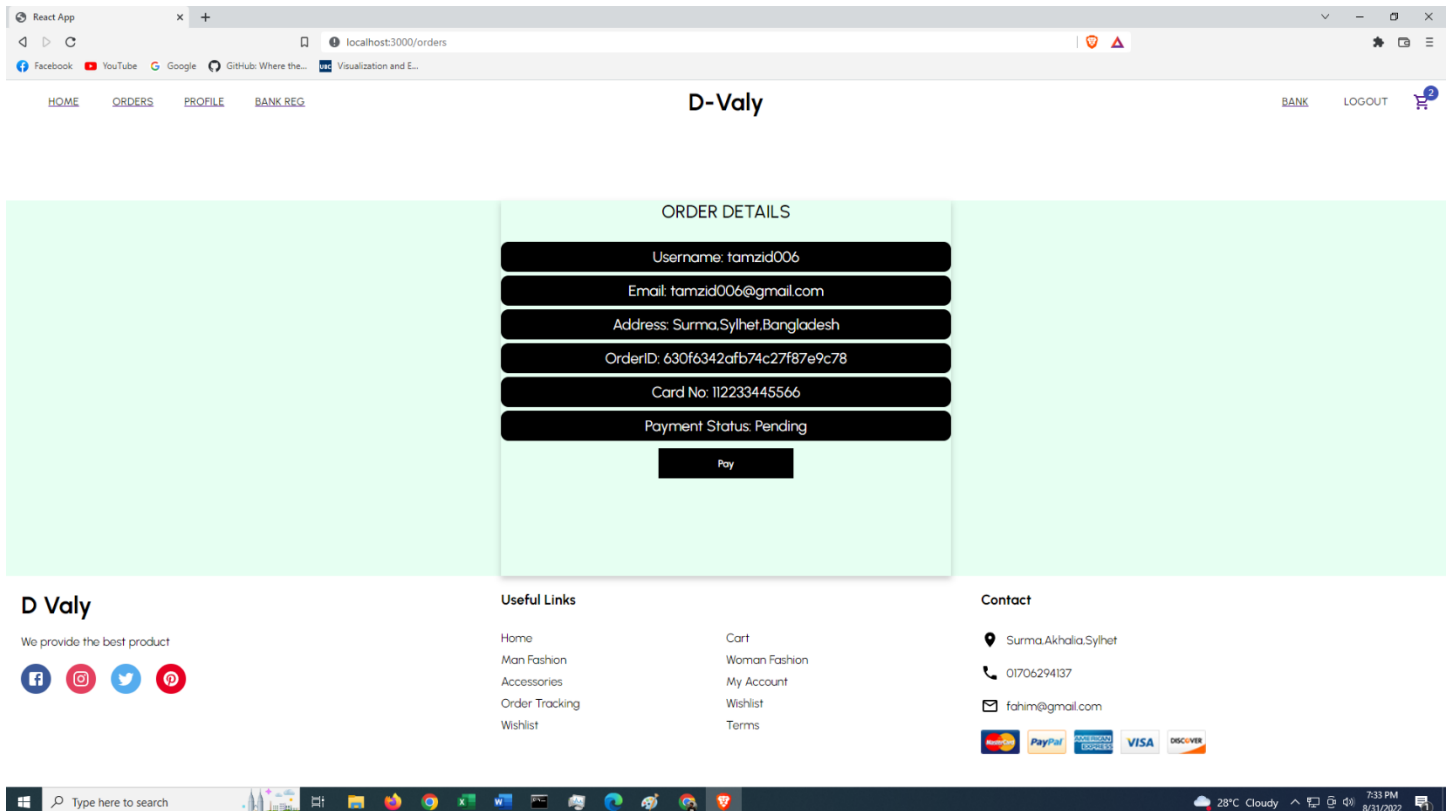 React App
localhost:3000/orders
Facebook YouTube Google GitHub: Where the... UBC Visualization and E...
HOME ORDERS PROFILE BANK REG D-Valy BANK LOGOUT 2
ORDER DETAILS
Username: tamzid006
Email: tamzid006@gmail.com
Address: Surma,Sylhet,Bangladesh
OrderID: 630f6342afb74c27f87e9c78
Card No: 112233445566
Payment Status: Pending
Pay
D Valy
We provide the best product
Useful Links
Home Cart
Man Fashion Woman Fashion
Accessories My Account
Order Tracking Wishlist
Wishlist Terms
Contact
Surma,Akhalia,Sylhet
01706294137
fahim@gmail.com
MasterCard PayPal AMERICAN EXPRESS VISA DISCOVER
Type here to search 28°C Cloudy 7:33 PM
8/31/2022